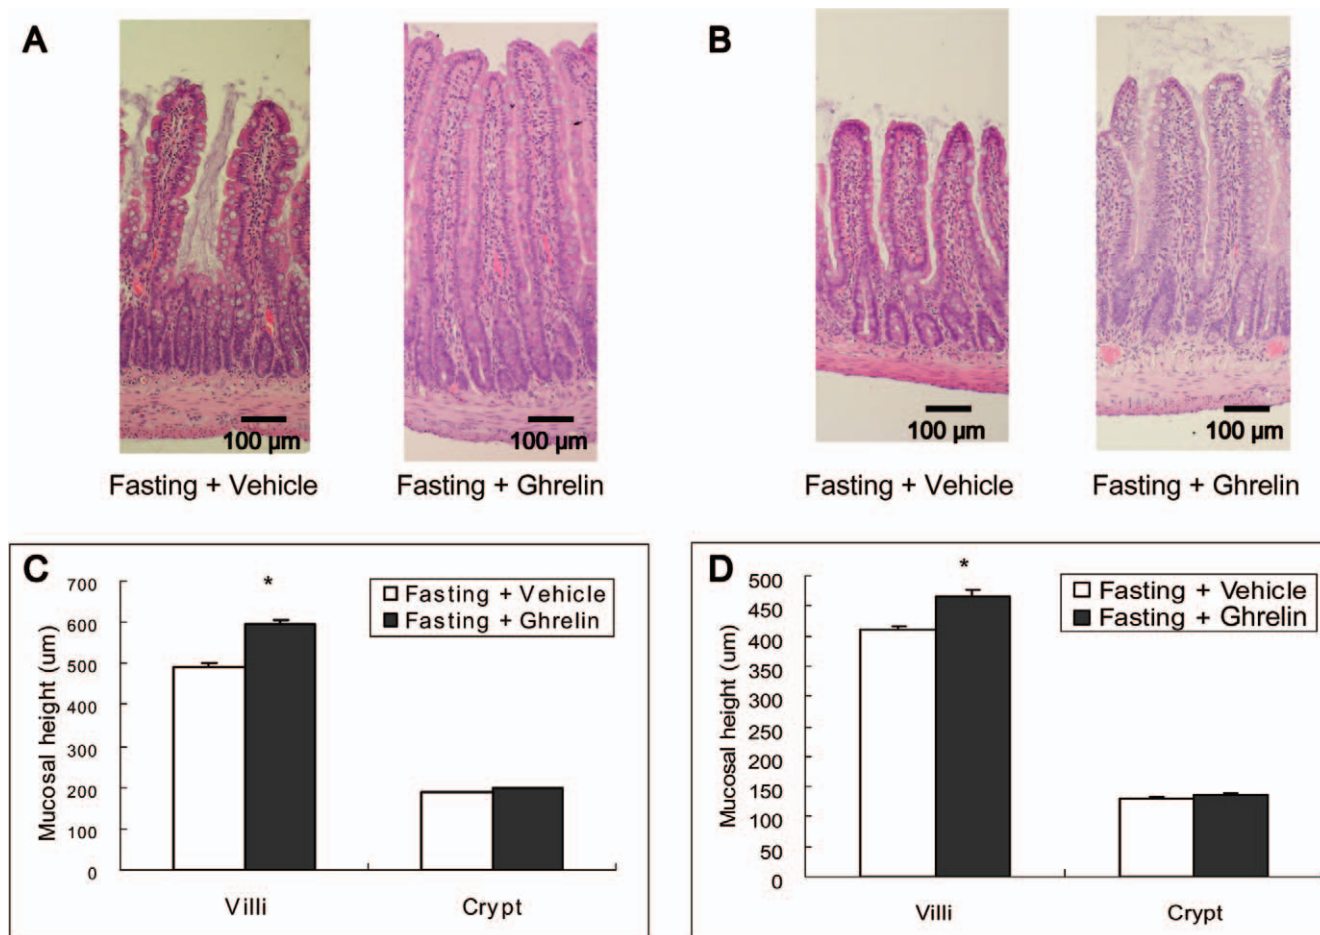 A
B
100 µm
100 µm
100 µm
100 µm
Fasting + Vehicle
Fasting + Ghrelin
Fasting + Vehicle
Fasting + Ghrelin
C
Mucosal height (um)
700
600
500
400
300
200
100
0
*
Fasting + Vehicle
Fasting + Ghrelin
Villi
Crypt
D
Mucosal height (um)
500
450
400
350
300
250
200
150
100
50
0
*
Fasting + Vehicle
Fasting + Ghrelin
Villi
Crypt